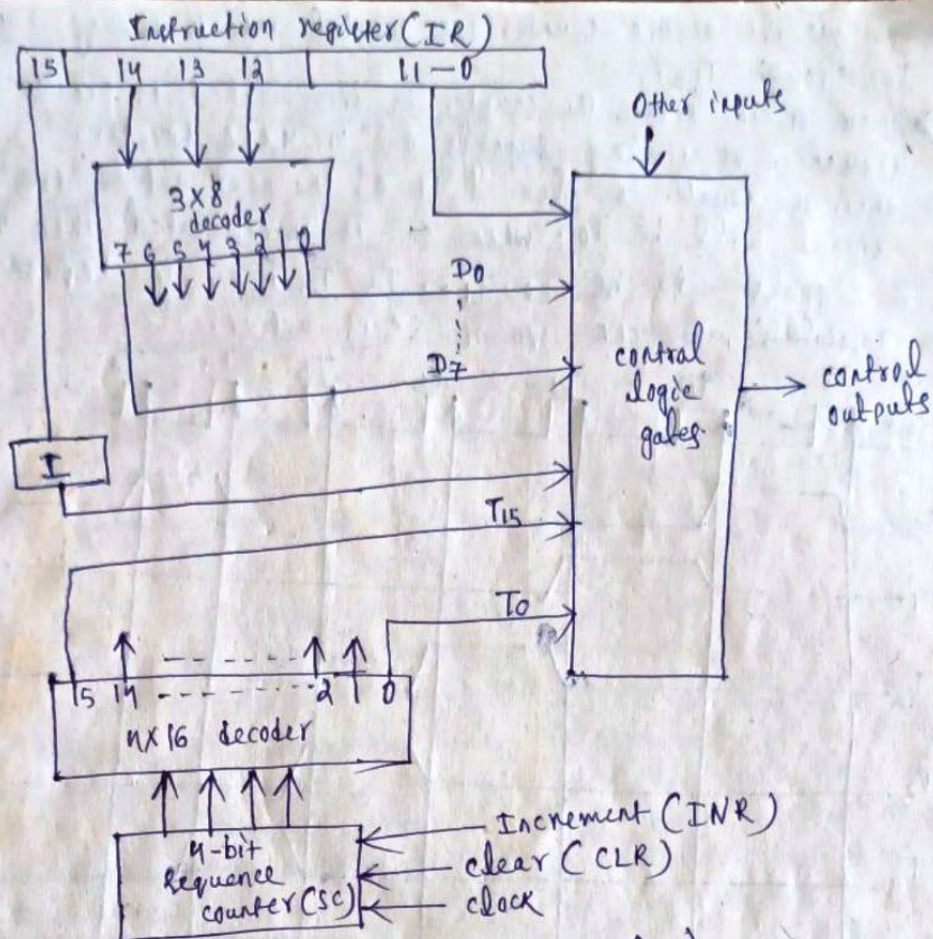 Instruction register (IR)
15 14 13 12 11-0
Other inputs
3X8
decoder
7 6 5 4 3 2 1 0
D0
D7
control
logic
gates
control
outputs
I
T15
T0
15 14 - - - - - - 2 1 0
4X16 decoder
4-bit
Sequence
counter (SC)
Increment (INR)
clear (CLR)
clock